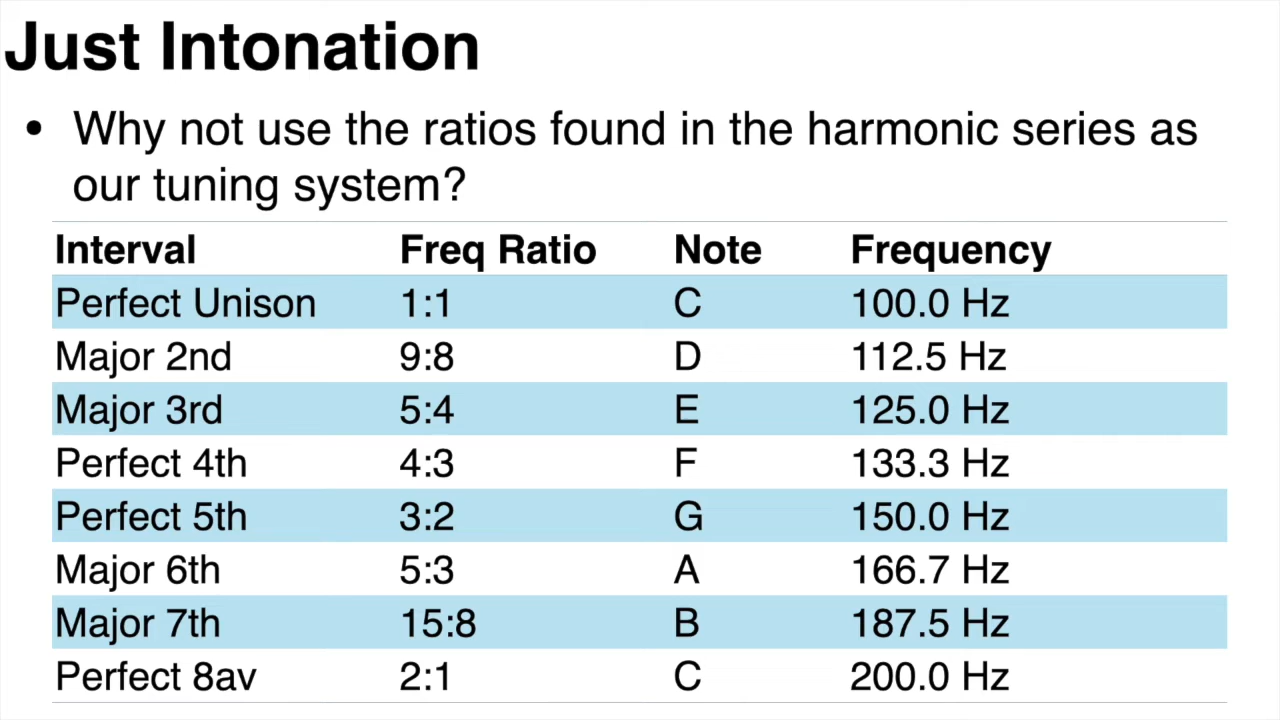 Just Intonation
• Why not use the ratios found in the harmonic series as
our tuning system?
Interval Freq Ratio Note Frequency
Perfect Unison 1:1 C 100.0 Hz
Major 2nd 9:8 D 112.5 Hz
Major 3rd 5:4 E 125.0 Hz
Perfect 4th 4:3 F 133.3 Hz
Perfect 5th 3:2 G 150.0 Hz
Major 6th 5:3 A 166.7 Hz
Major 7th 15:8 B 187.5 Hz
Perfect 8av 2:1 C 200.0 Hz